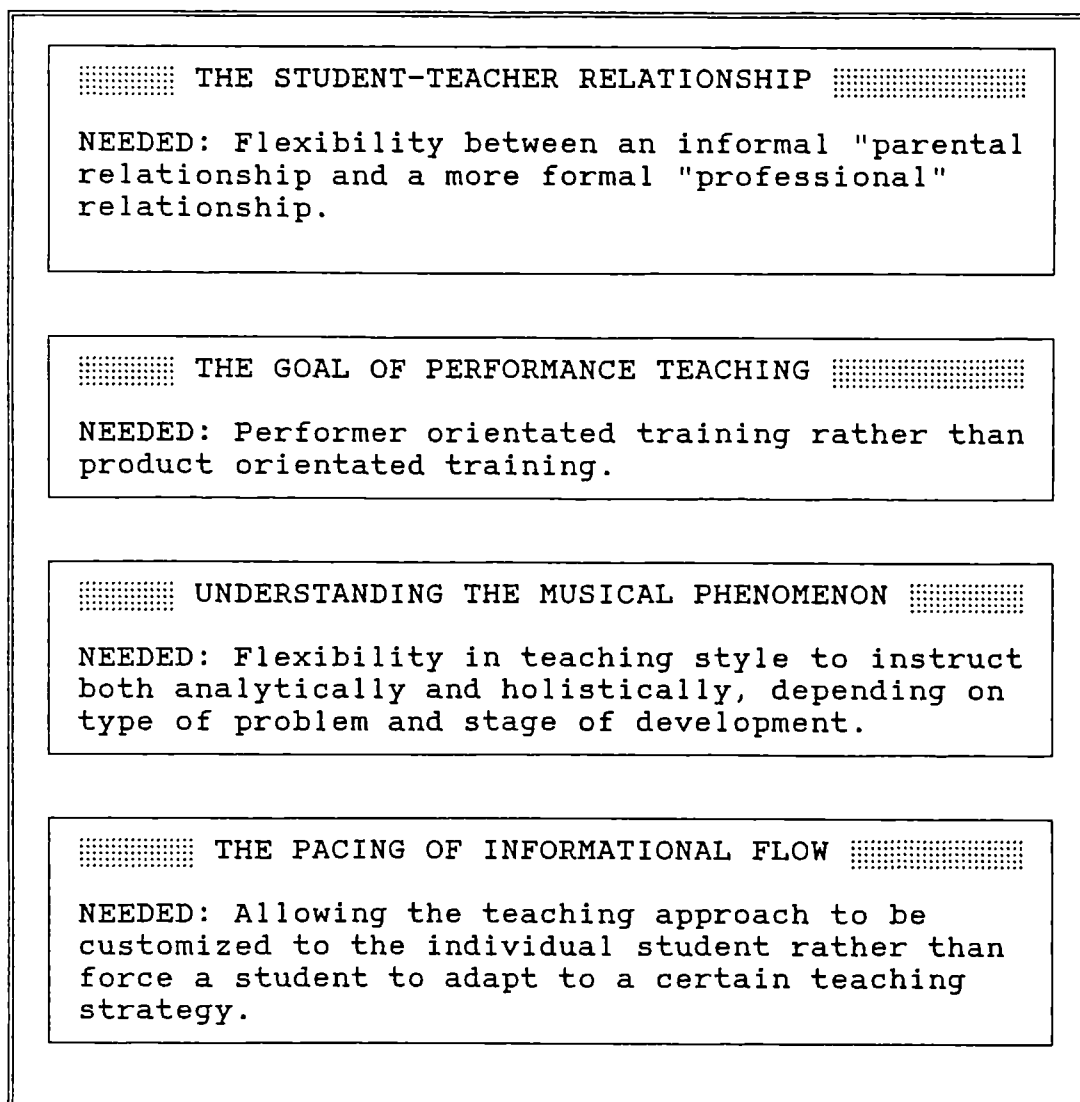 THE STUDENT-TEACHER RELATIONSHIP
NEEDED: Flexibility between an informal "parental
relationship and a more formal "professional"
relationship.
THE GOAL OF PERFORMANCE TEACHING
NEEDED: Performer orientated training rather than
product orientated training.
UNDERSTANDING THE MUSICAL PHENOMENON
NEEDED: Flexibility in teaching style to instruct
both analytically and holistically, depending on
type of problem and stage of development.
THE PACING OF INFORMATIONAL FLOW
NEEDED: Allowing the teaching approach to be
customized to the individual student rather than
force a student to adapt to a certain teaching
strategy.